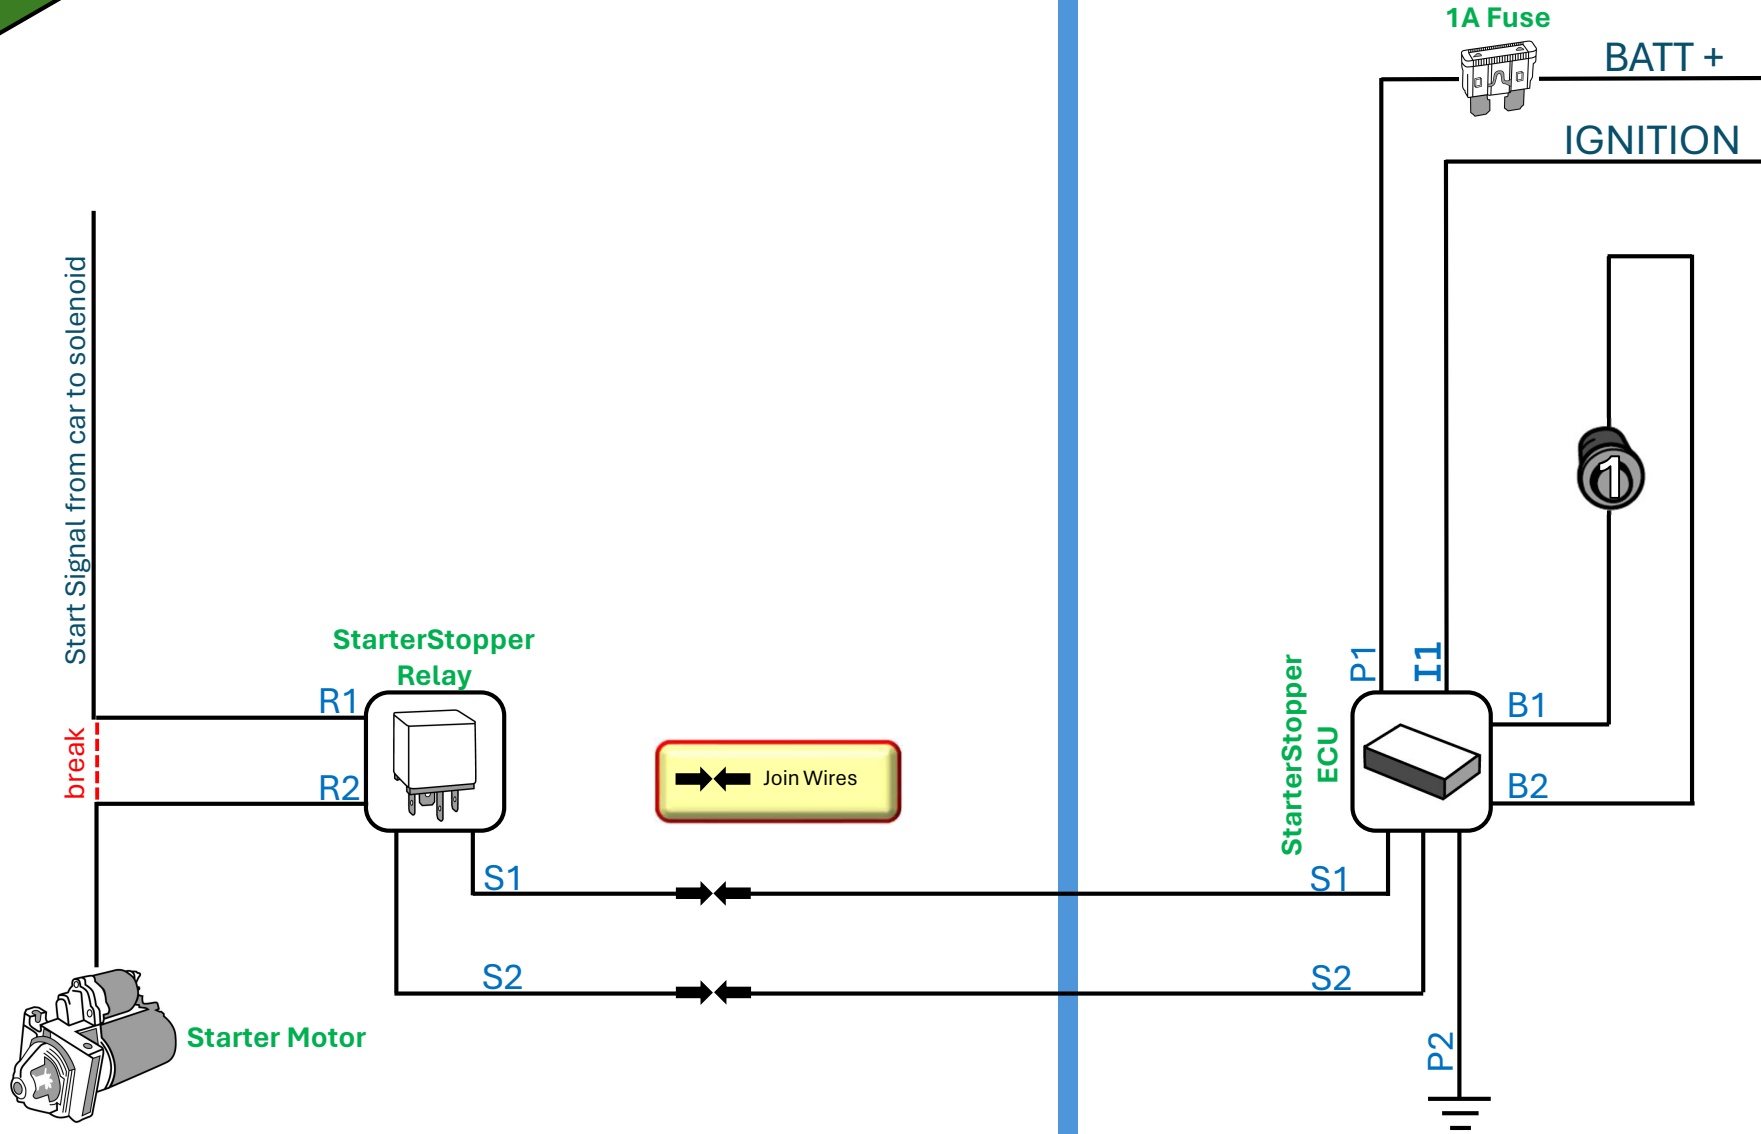 1A Fuse
BATT +
IGNITION
Start Signal from car to solenoid
1
StarterStopper
Relay
R1
break
R2
Join Wires
StarterStopper
ECU
P1
I1
B1
B2
S1
S1
S2
S2
Starter Motor
P2